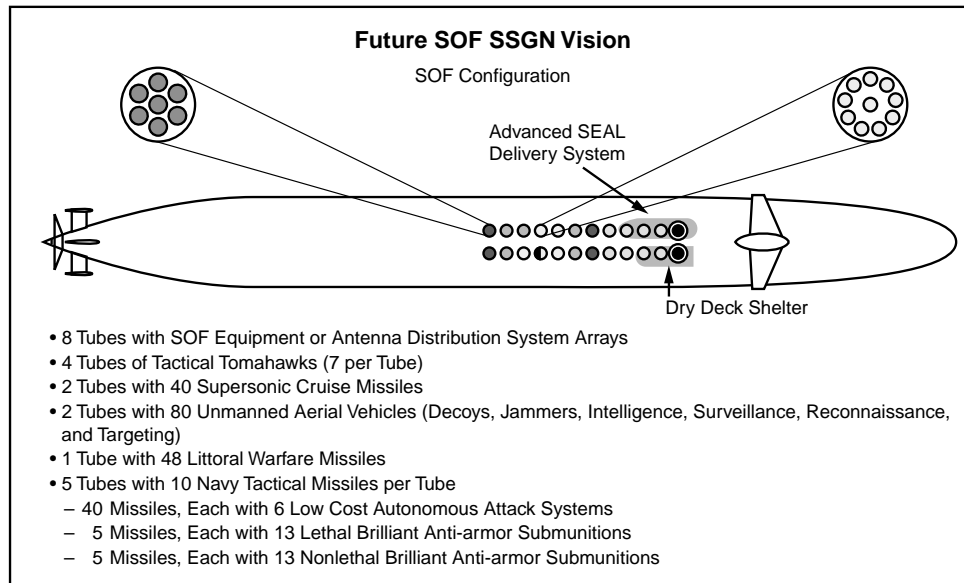 Future SOF SSGN Vision
SOF Configuration
Advanced SEAL
Delivery System
Dry Deck Shelter
• 8 Tubes with SOF Equipment or Antenna Distribution System Arrays
• 4 Tubes of Tactical Tomahawks (7 per Tube)
• 2 Tubes with 40 Supersonic Cruise Missiles
• 2 Tubes with 80 Unmanned Aerial Vehicles (Decoys, Jammers, Intelligence, Surveillance, Reconnaissance,
and Targeting)
• 1 Tube with 48 Littoral Warfare Missiles
• 5 Tubes with 10 Navy Tactical Missiles per Tube
– 40 Missiles, Each with 6 Low Cost Autonomous Attack Systems
– 5 Missiles, Each with 13 Lethal Brilliant Anti-armor Submunitions
– 5 Missiles, Each with 13 Nonlethal Brilliant Anti-armor Submunitions